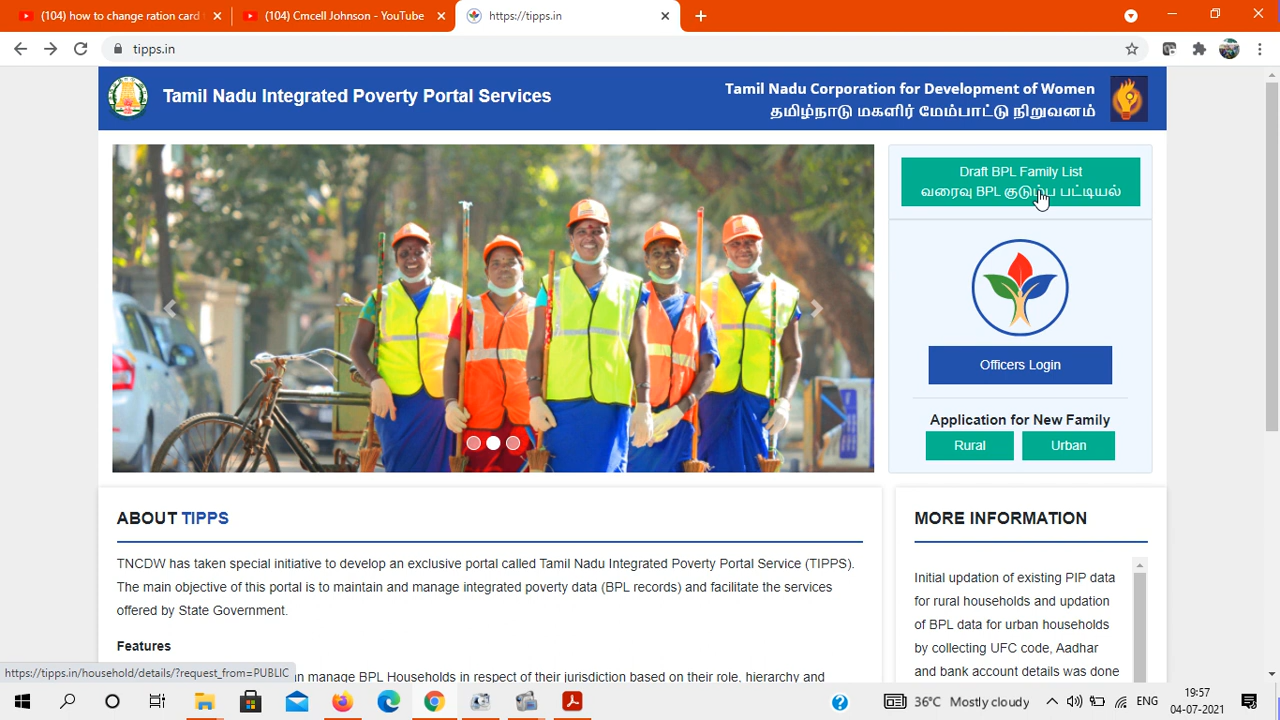 (104) how to change ration card
(104) Cmcell Johnson - YouTube
https://tipps.in
tipps.in
Tamil Nadu Integrated Poverty Portal Services
Tamil Nadu Corporation for Development of Women
தமிழ்நாடு மகளிர் மேம்பாட்டு நிறுவனம்
Draft BPL Family List
வரைவு BPL குடும்ப பட்டியல்
Officers Login
Application for New Family
Rural
Urban
ABOUT TIPPS
TNCDW has taken special initiative to develop an exclusive portal called Tamil Nadu Integrated Poverty Portal Service (TIPPS).
The main objective of this portal is to maintain and manage integrated poverty data (BPL records) and facilitate the services
offered by State Government.
Features
n manage BPL Households in respect of their jurisdiction based on their role, hierarchy and
MORE INFORMATION
Initial updation of existing PIP data
for rural households and updation
of BPL data for urban households
by collecting UFC code, Aadhar
and bank account details was done
https://tipps.in/household/details/?request_from=PUBLIC
36°C Mostly cloudy
ENG
19:57
04-07-2021